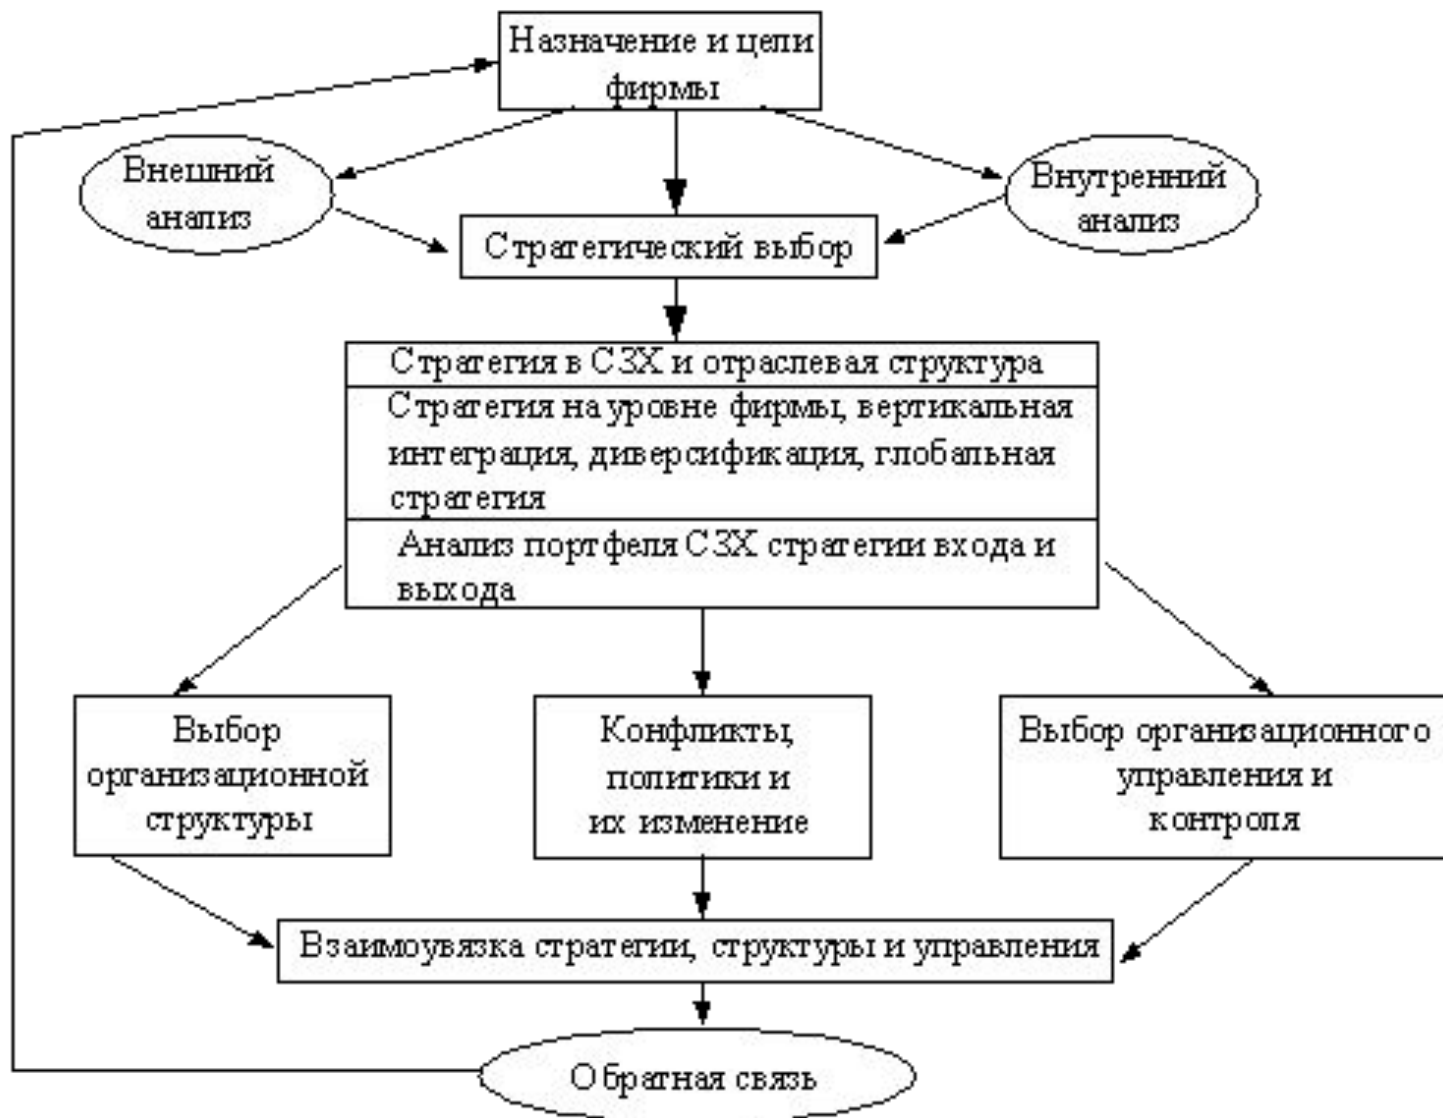 Назначение и цели
фирмы
Внешний
анализ
Внутренний
анализ
Стратегический выбор
Стратегия в СЗХ и отраслевая структура
Стратегия на уровне фирмы, вертикальная
интеграция, диверсификация, глобальная
стратегия
Анализ портфеля СЗХ стратегии входа и
выхода
Выбор
организационной
структуры
Конфликты,
политики и
их изменение
Выбор организационного
управления и
контроля
Взаимоувязка стратегии, структуры и управления
Обратная связь